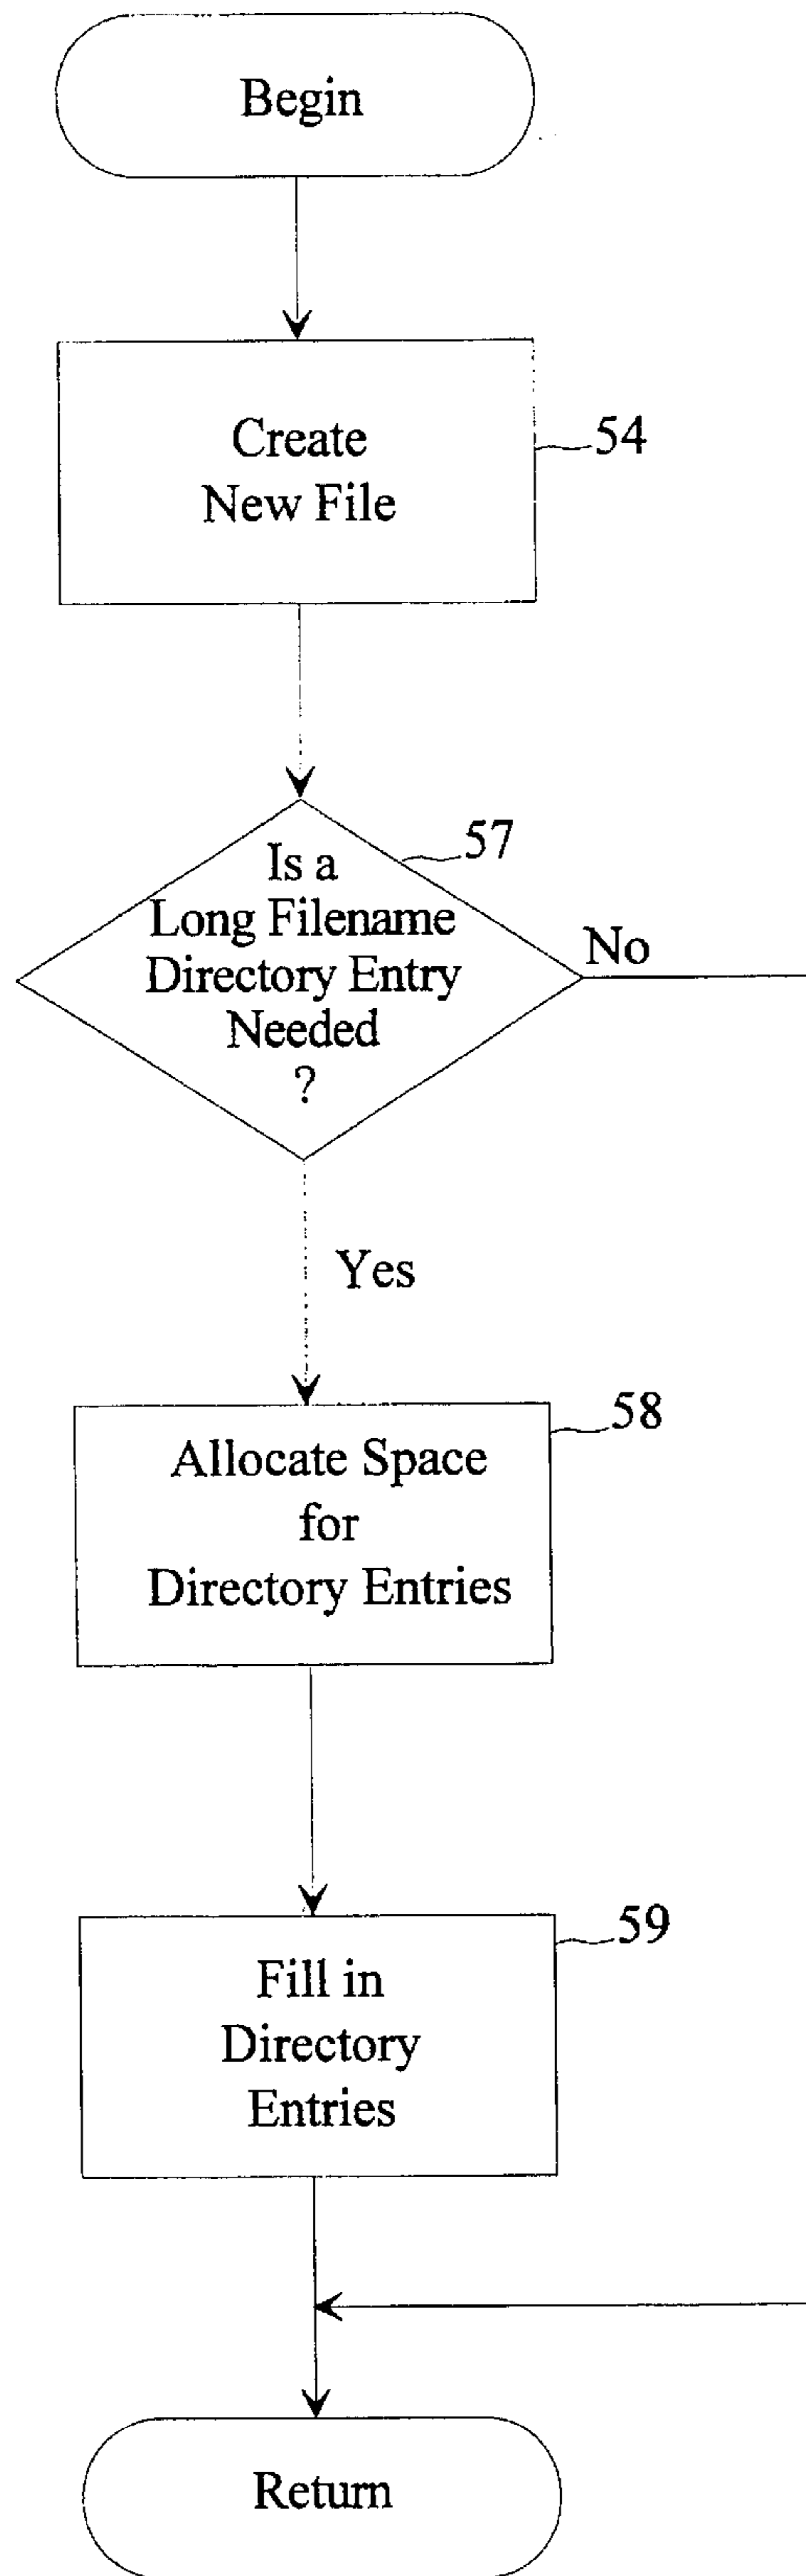 Begin
Create
New File
54
57
Is a
Long Filename
Directory Entry
Needed
?
No
Yes
58
Allocate Space
for
Directory Entries
59
Fill in
Directory
Entries
Return